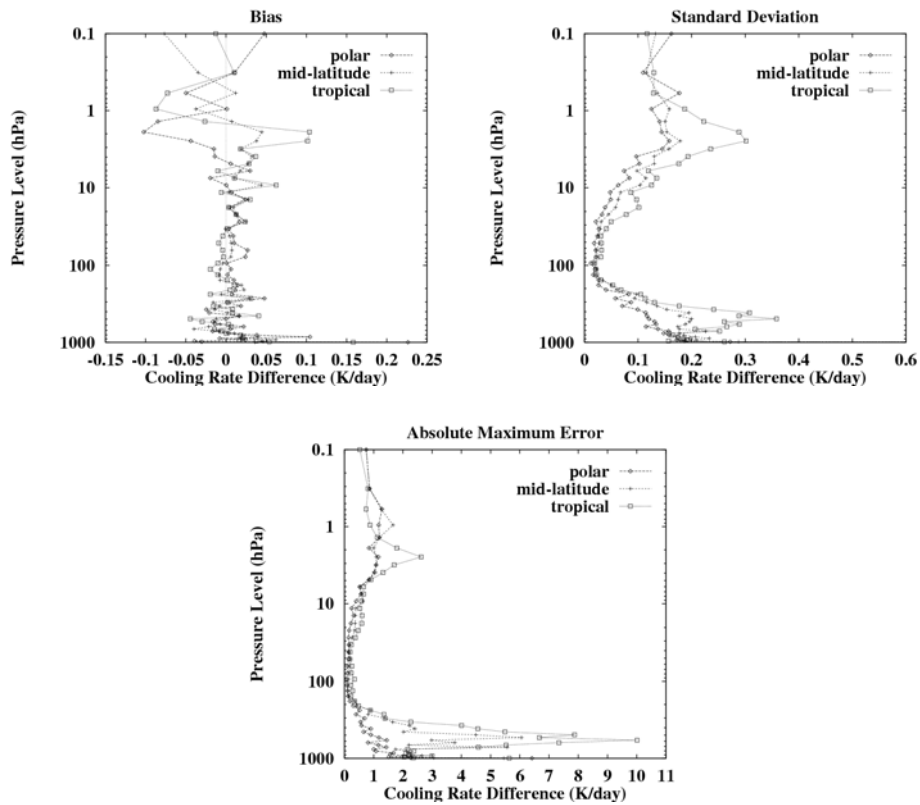 Bias
Pressure Level (hPa)
0.1
1
10
100
1000
-0.15
-0.1
-0.05
0
0.05
0.1
0.15
0.2
0.25
Cooling Rate Difference (K/day)
polar
mid-latitude
tropical
Standard Deviation
Pressure Level (hPa)
0.1
1
10
100
1000
0
0.1
0.2
0.3
0.4
0.5
0.6
Cooling Rate Difference (K/day)
polar
mid-latitude
tropical
Absolute Maximum Error
Pressure Level (hPa)
0.1
1
10
100
1000
0
1
2
3
4
5
6
7
8
9
10
11
Cooling Rate Difference (K/day)
polar
mid-latitude
tropical